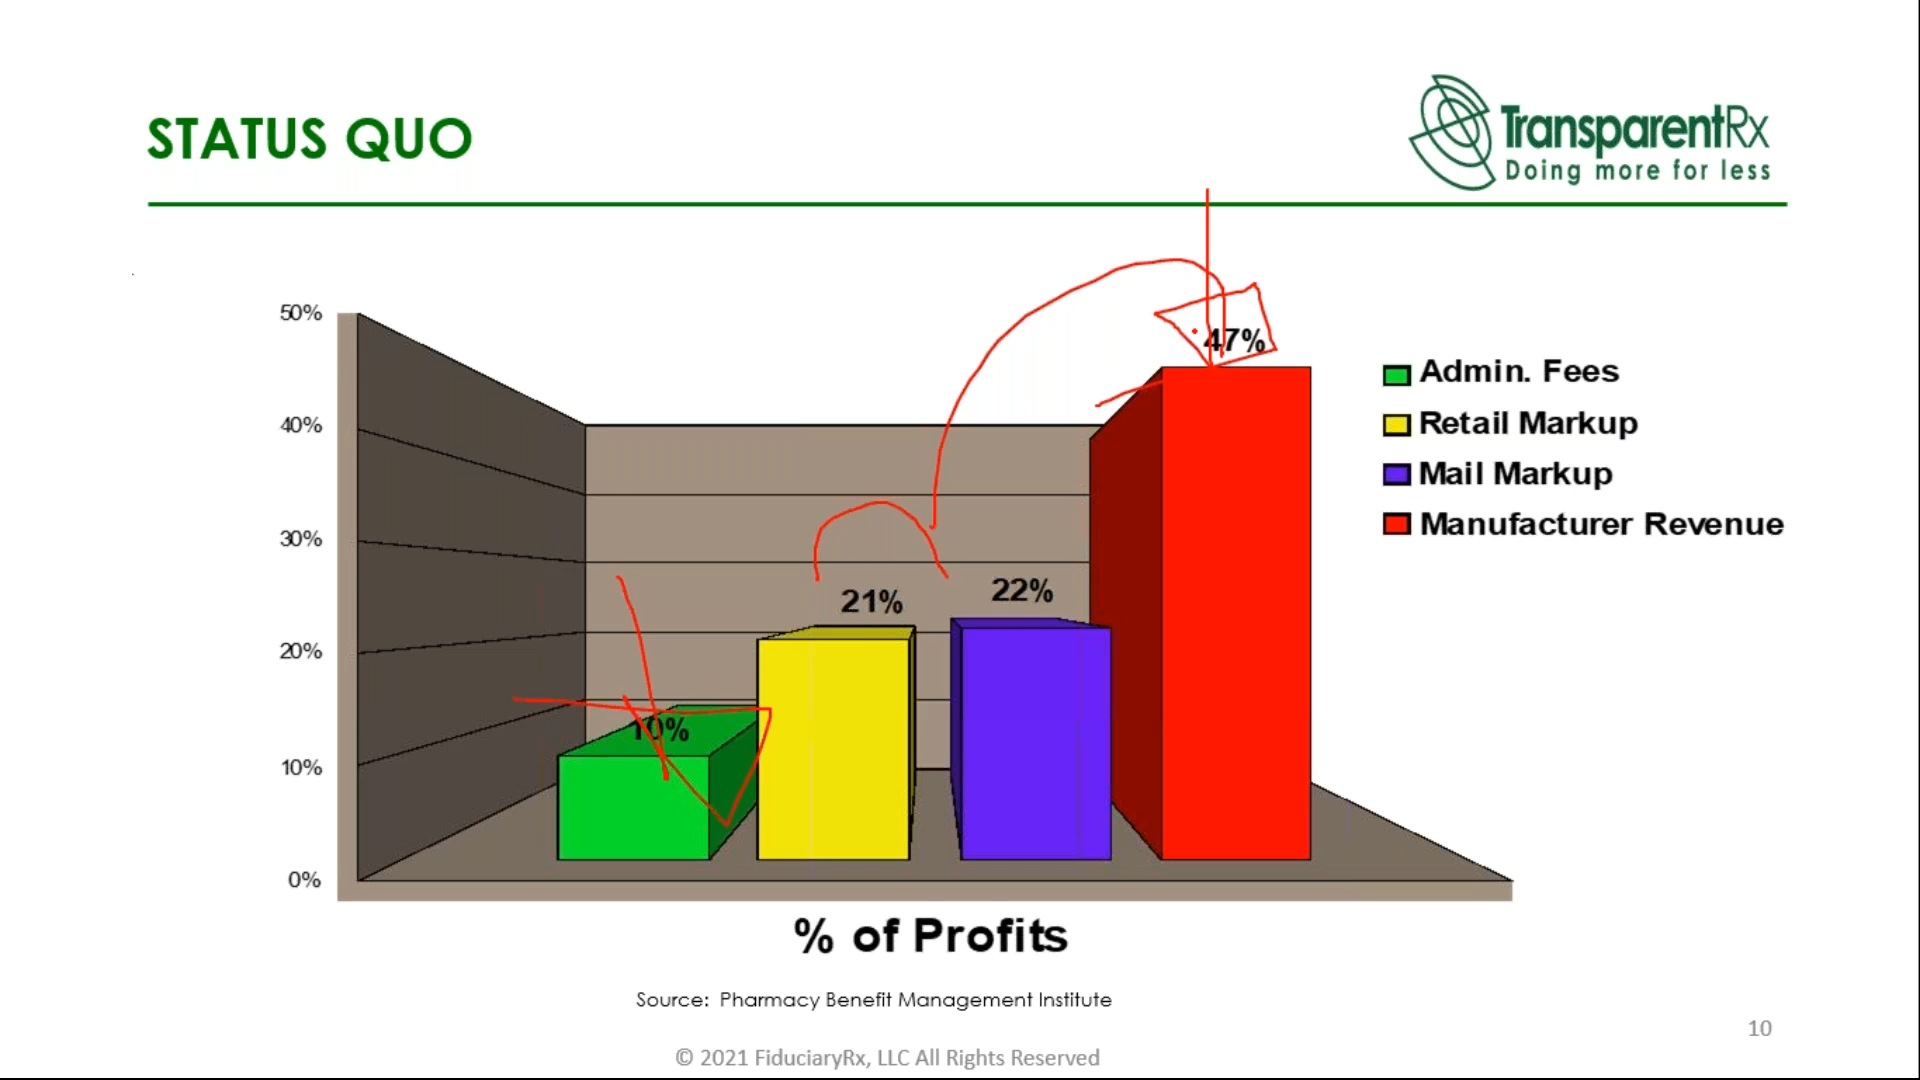 STATUS QUO
TransparentRx
Doing more for less
50%
40%
30%
20%
10%
0%
10%
21%
22%
47%
Admin. Fees
Retail Markup
Mail Markup
Manufacturer Revenue
% of Profits
Source: Pharmacy Benefit Management Institute
10
© 2021 FiduciaryRx, LLC All Rights Reserved